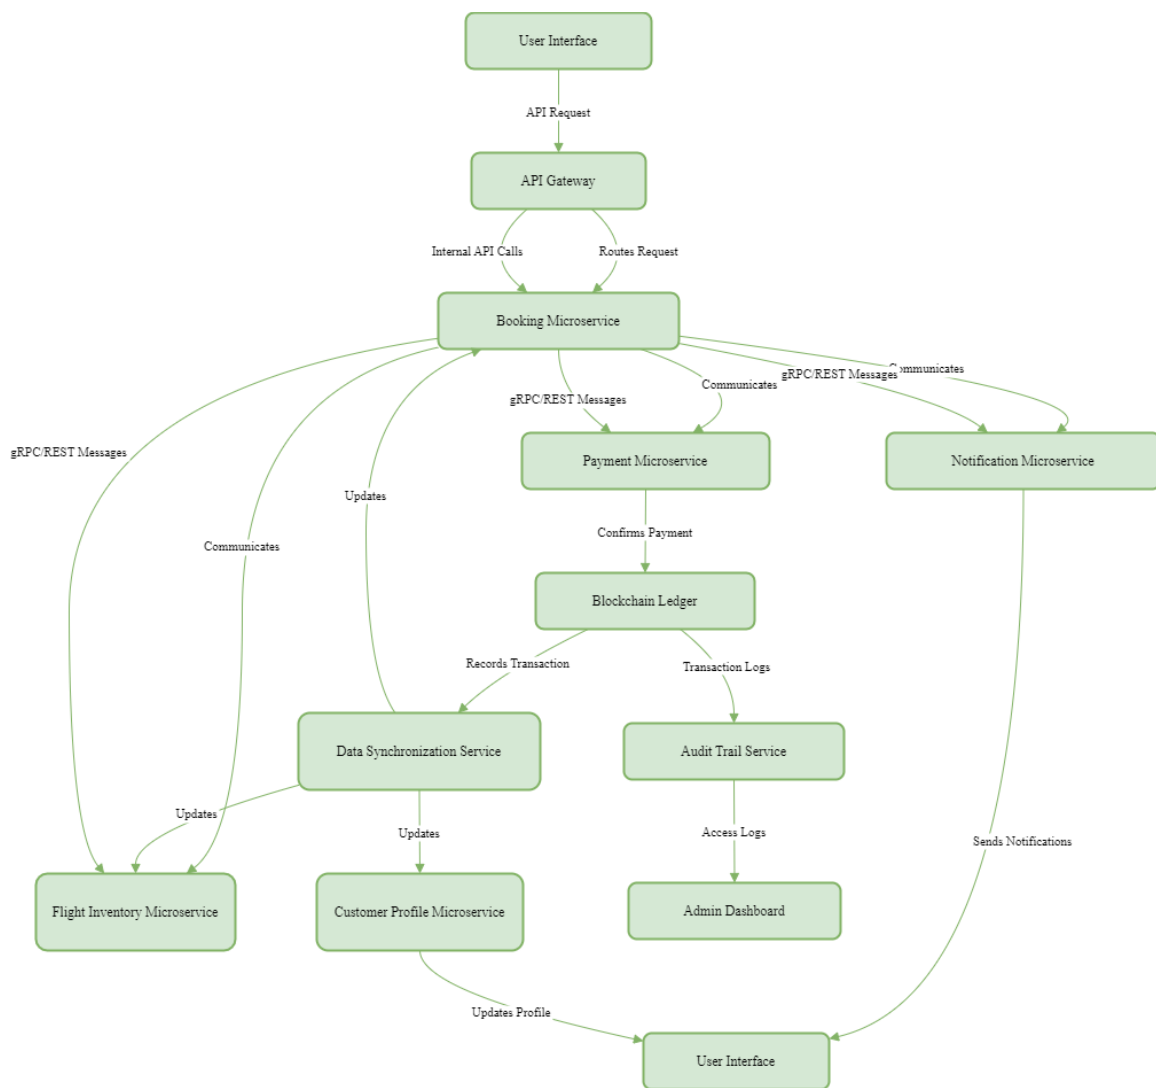 User Interface
API Request
API Gateway
Internal API Calls
Routes Request
Booking Microservice
Communicates
gRPC/REST Messages
Communicates
gRPC/REST Messages
gRPC/REST Messages
Payment Microservice
Notification Microservice
Updates
Confirms Payment
Communicates
Blockchain Ledger
Records Transaction
Transaction Logs
Data Synchronization Service
Audit Trail Service
Updates
Updates
Access Logs
Sends Notifications
Flight Inventory Microservice
Customer Profile Microservice
Admin Dashboard
Updates Profile
User Interface